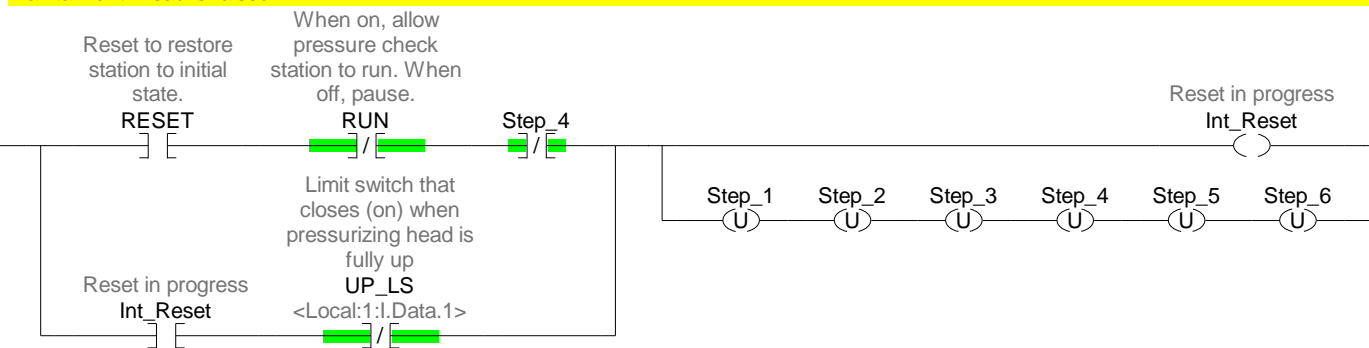 When on, allow
Reset to restore pressure check
station to initial station to run. When
state. off, pause.
Reset in progress
RESET RUN Step_4 Int_Reset
Limit switch that
closes (on) when
pressurizing head is
fully up
Step_1 Step_2 Step_3 Step_4 Step_5 Step_6
U U U U U U
Reset in progress UP_LS
Int_Reset <Local:1:I.Data.1>